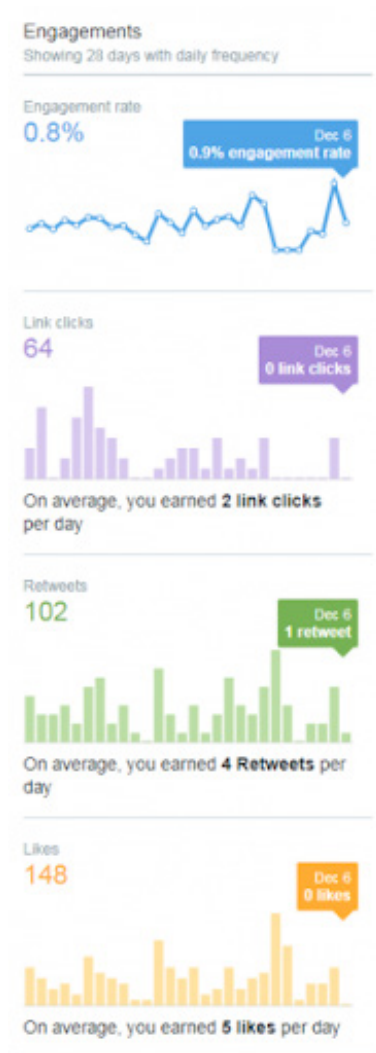 Engagements
Showing 28 days with daily frequency
Engagement rate
0.8%
Dec 6
0.9% engagement rate
Link clicks
64
Dec 6
0 link clicks
On average, you earned 2 link clicks
per day
Retweets
102
Dec 6
1 retweet
On average, you earned 4 Retweets per
day
Likes
148
Dec 6
0 likes
On average, you earned 5 likes per day